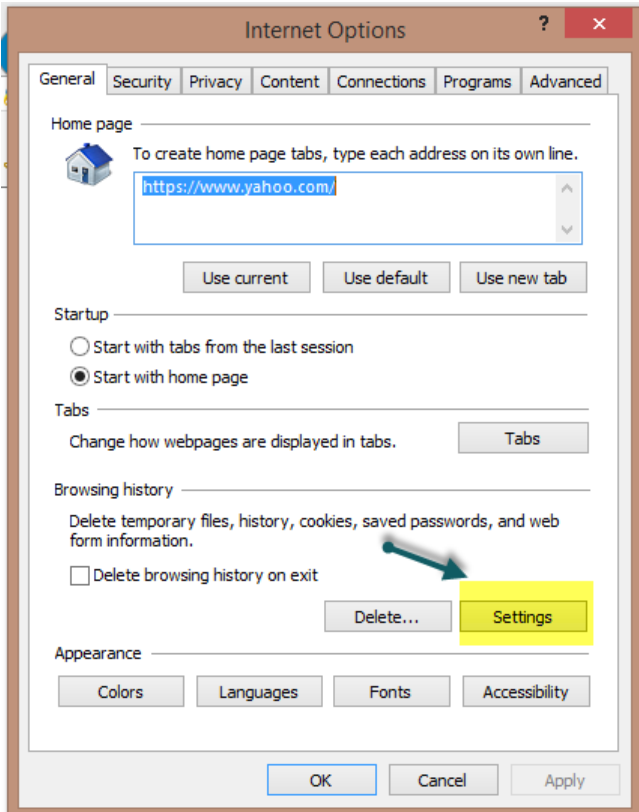 Internet Options
?
General Security Privacy Content Connections Programs Advanced
Home page
To create home page tabs, type each address on its own line.
https://www.yahoo.com/
Use current Use default Use new tab
Startup
Start with tabs from the last session
Start with home page
Tabs
Change how webpages are displayed in tabs. Tabs
Browsing history
Delete temporary files, history, cookies, saved passwords, and web
form information.
Delete browsing history on exit
Delete... Settings
Appearance
Colors Languages Fonts Accessibility
OK Cancel Apply